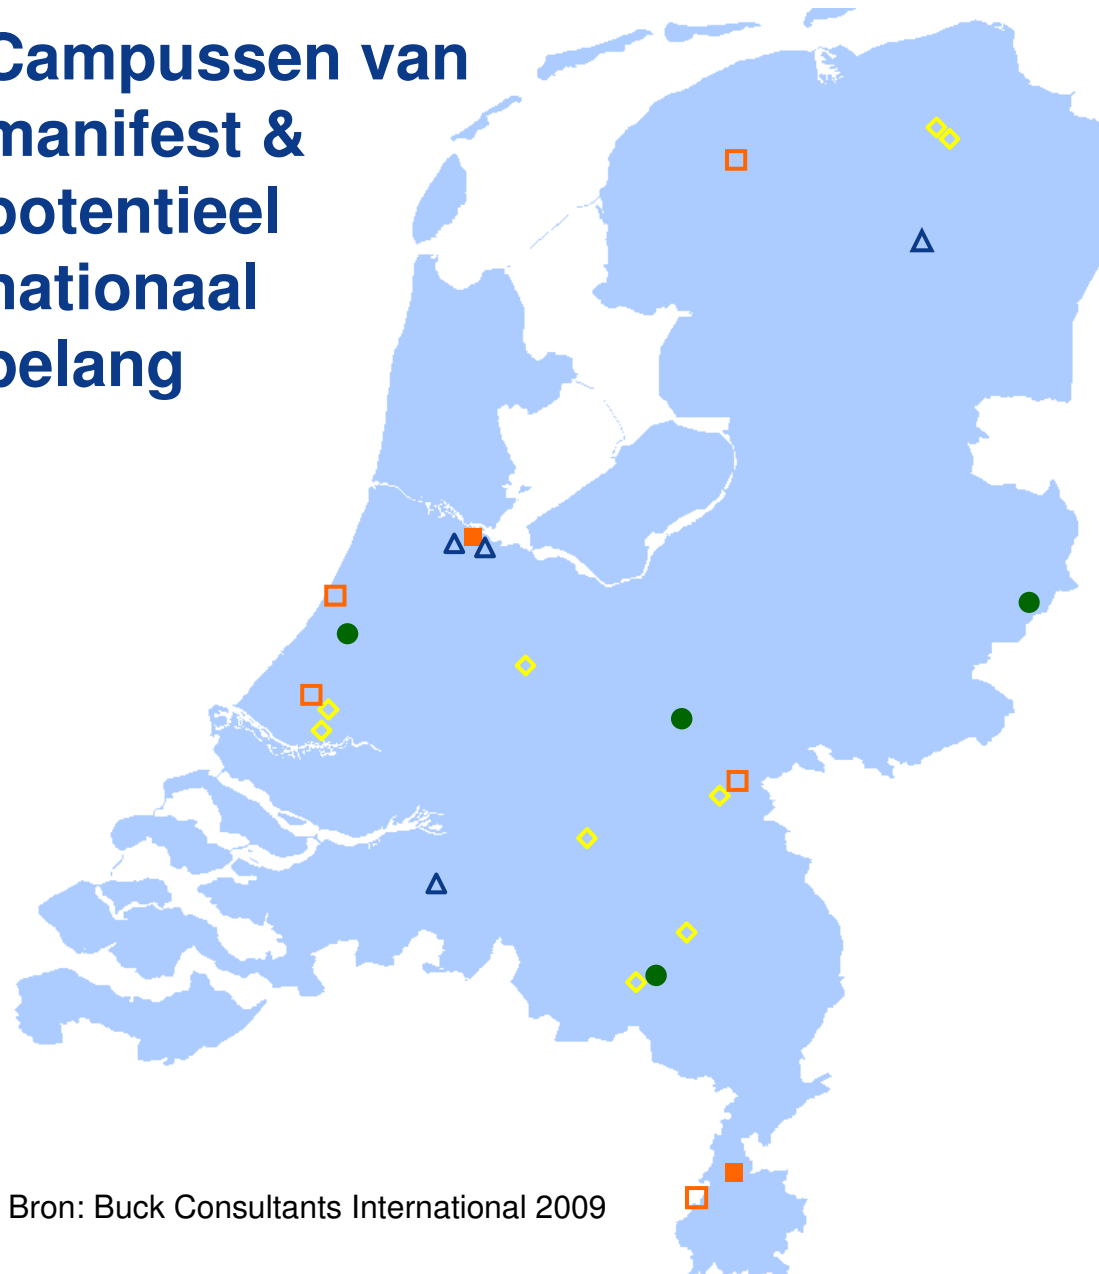 Campussen van
manifest &
potentieel
nationaal
belang
Bron: Buck Consultants International 2009